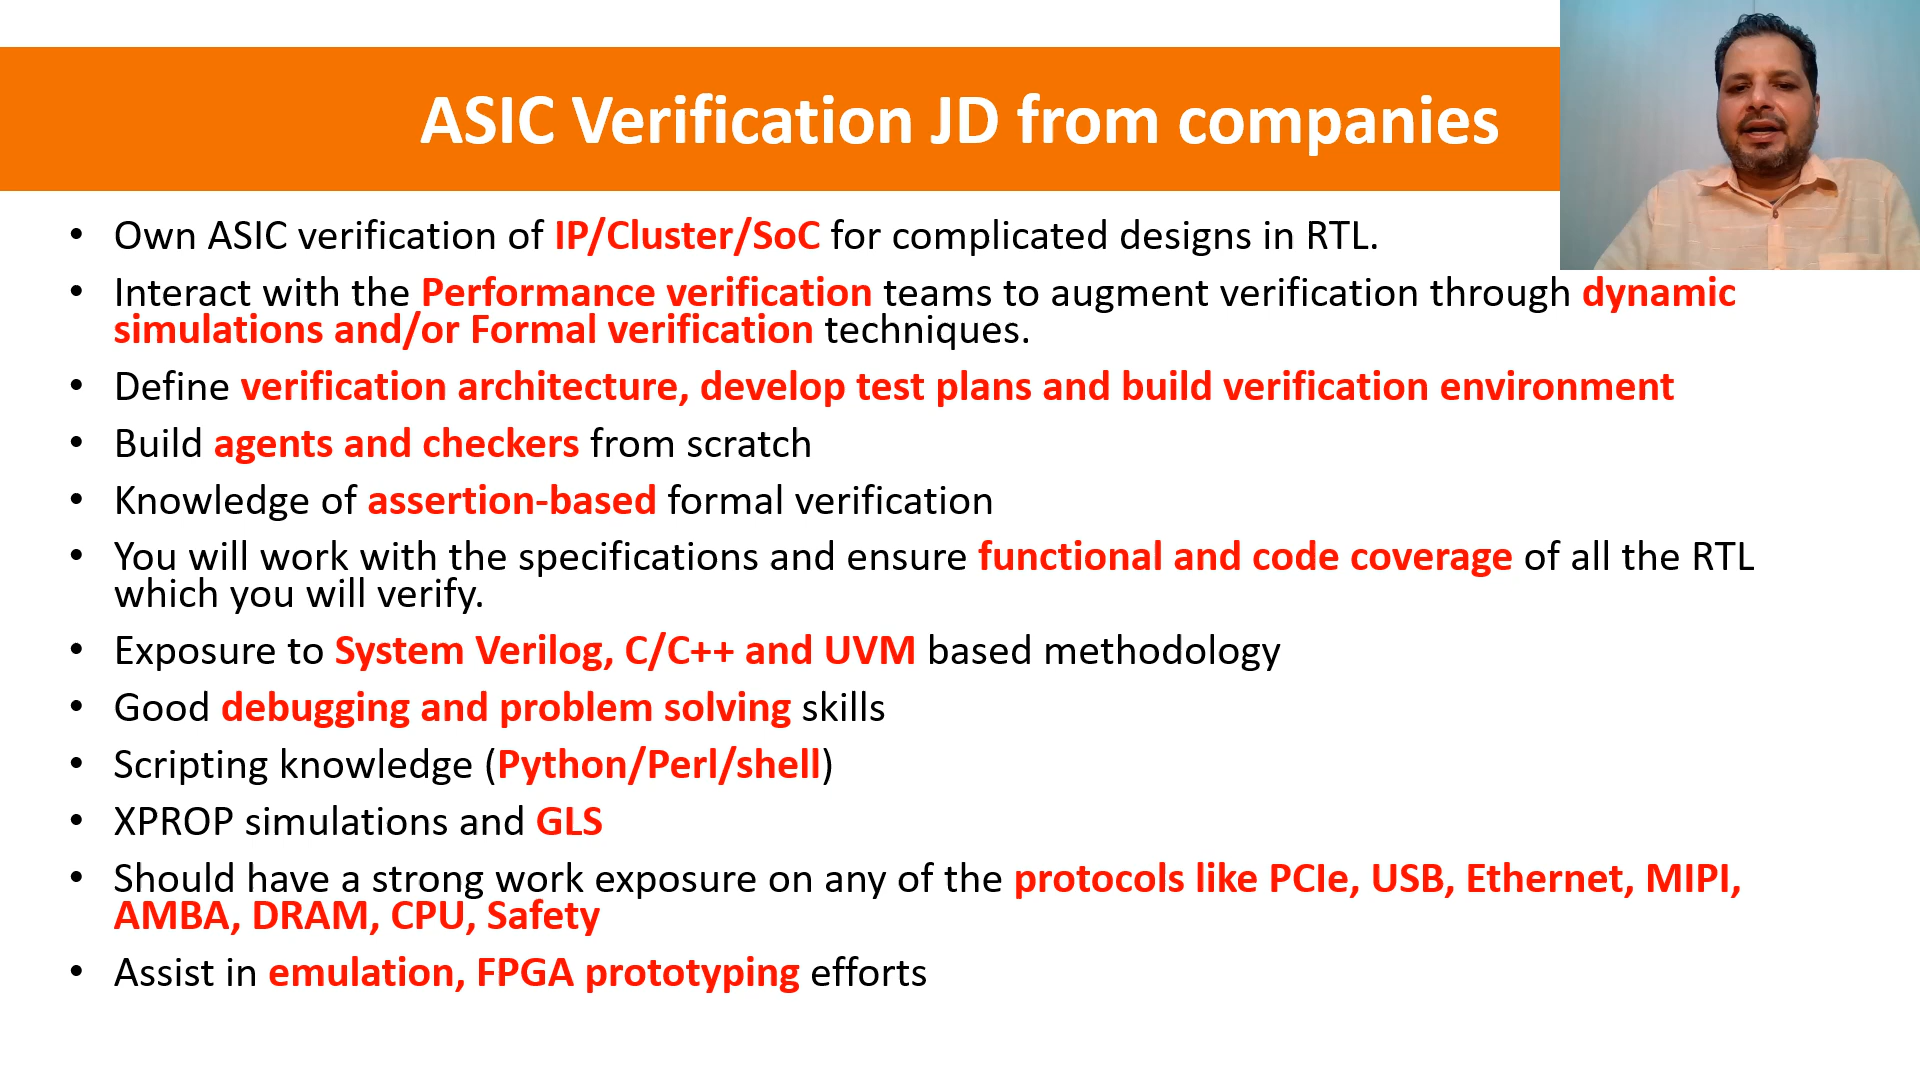 ASIC Verification JD from companies
• Own ASIC verification of IP/Cluster/SoC for complicated designs in RTL.
• Interact with the Performance verification teams to augment verification through dynamic
simulations and/or Formal verification techniques.
• Define verification architecture, develop test plans and build verification environment
• Build agents and checkers from scratch
• Knowledge of assertion-based formal verification
• You will work with the specifications and ensure functional and code coverage of all the RTL
which you will verify.
• Exposure to System Verilog, C/C++ and UVM based methodology
• Good debugging and problem solving skills
• Scripting knowledge (Python/Perl/shell)
• XPROP simulations and GLS
• Should have a strong work exposure on any of the protocols like PCIe, USB, Ethernet, MIPI,
AMBA, DRAM, CPU, Safety
• Assist in emulation, FPGA prototyping efforts